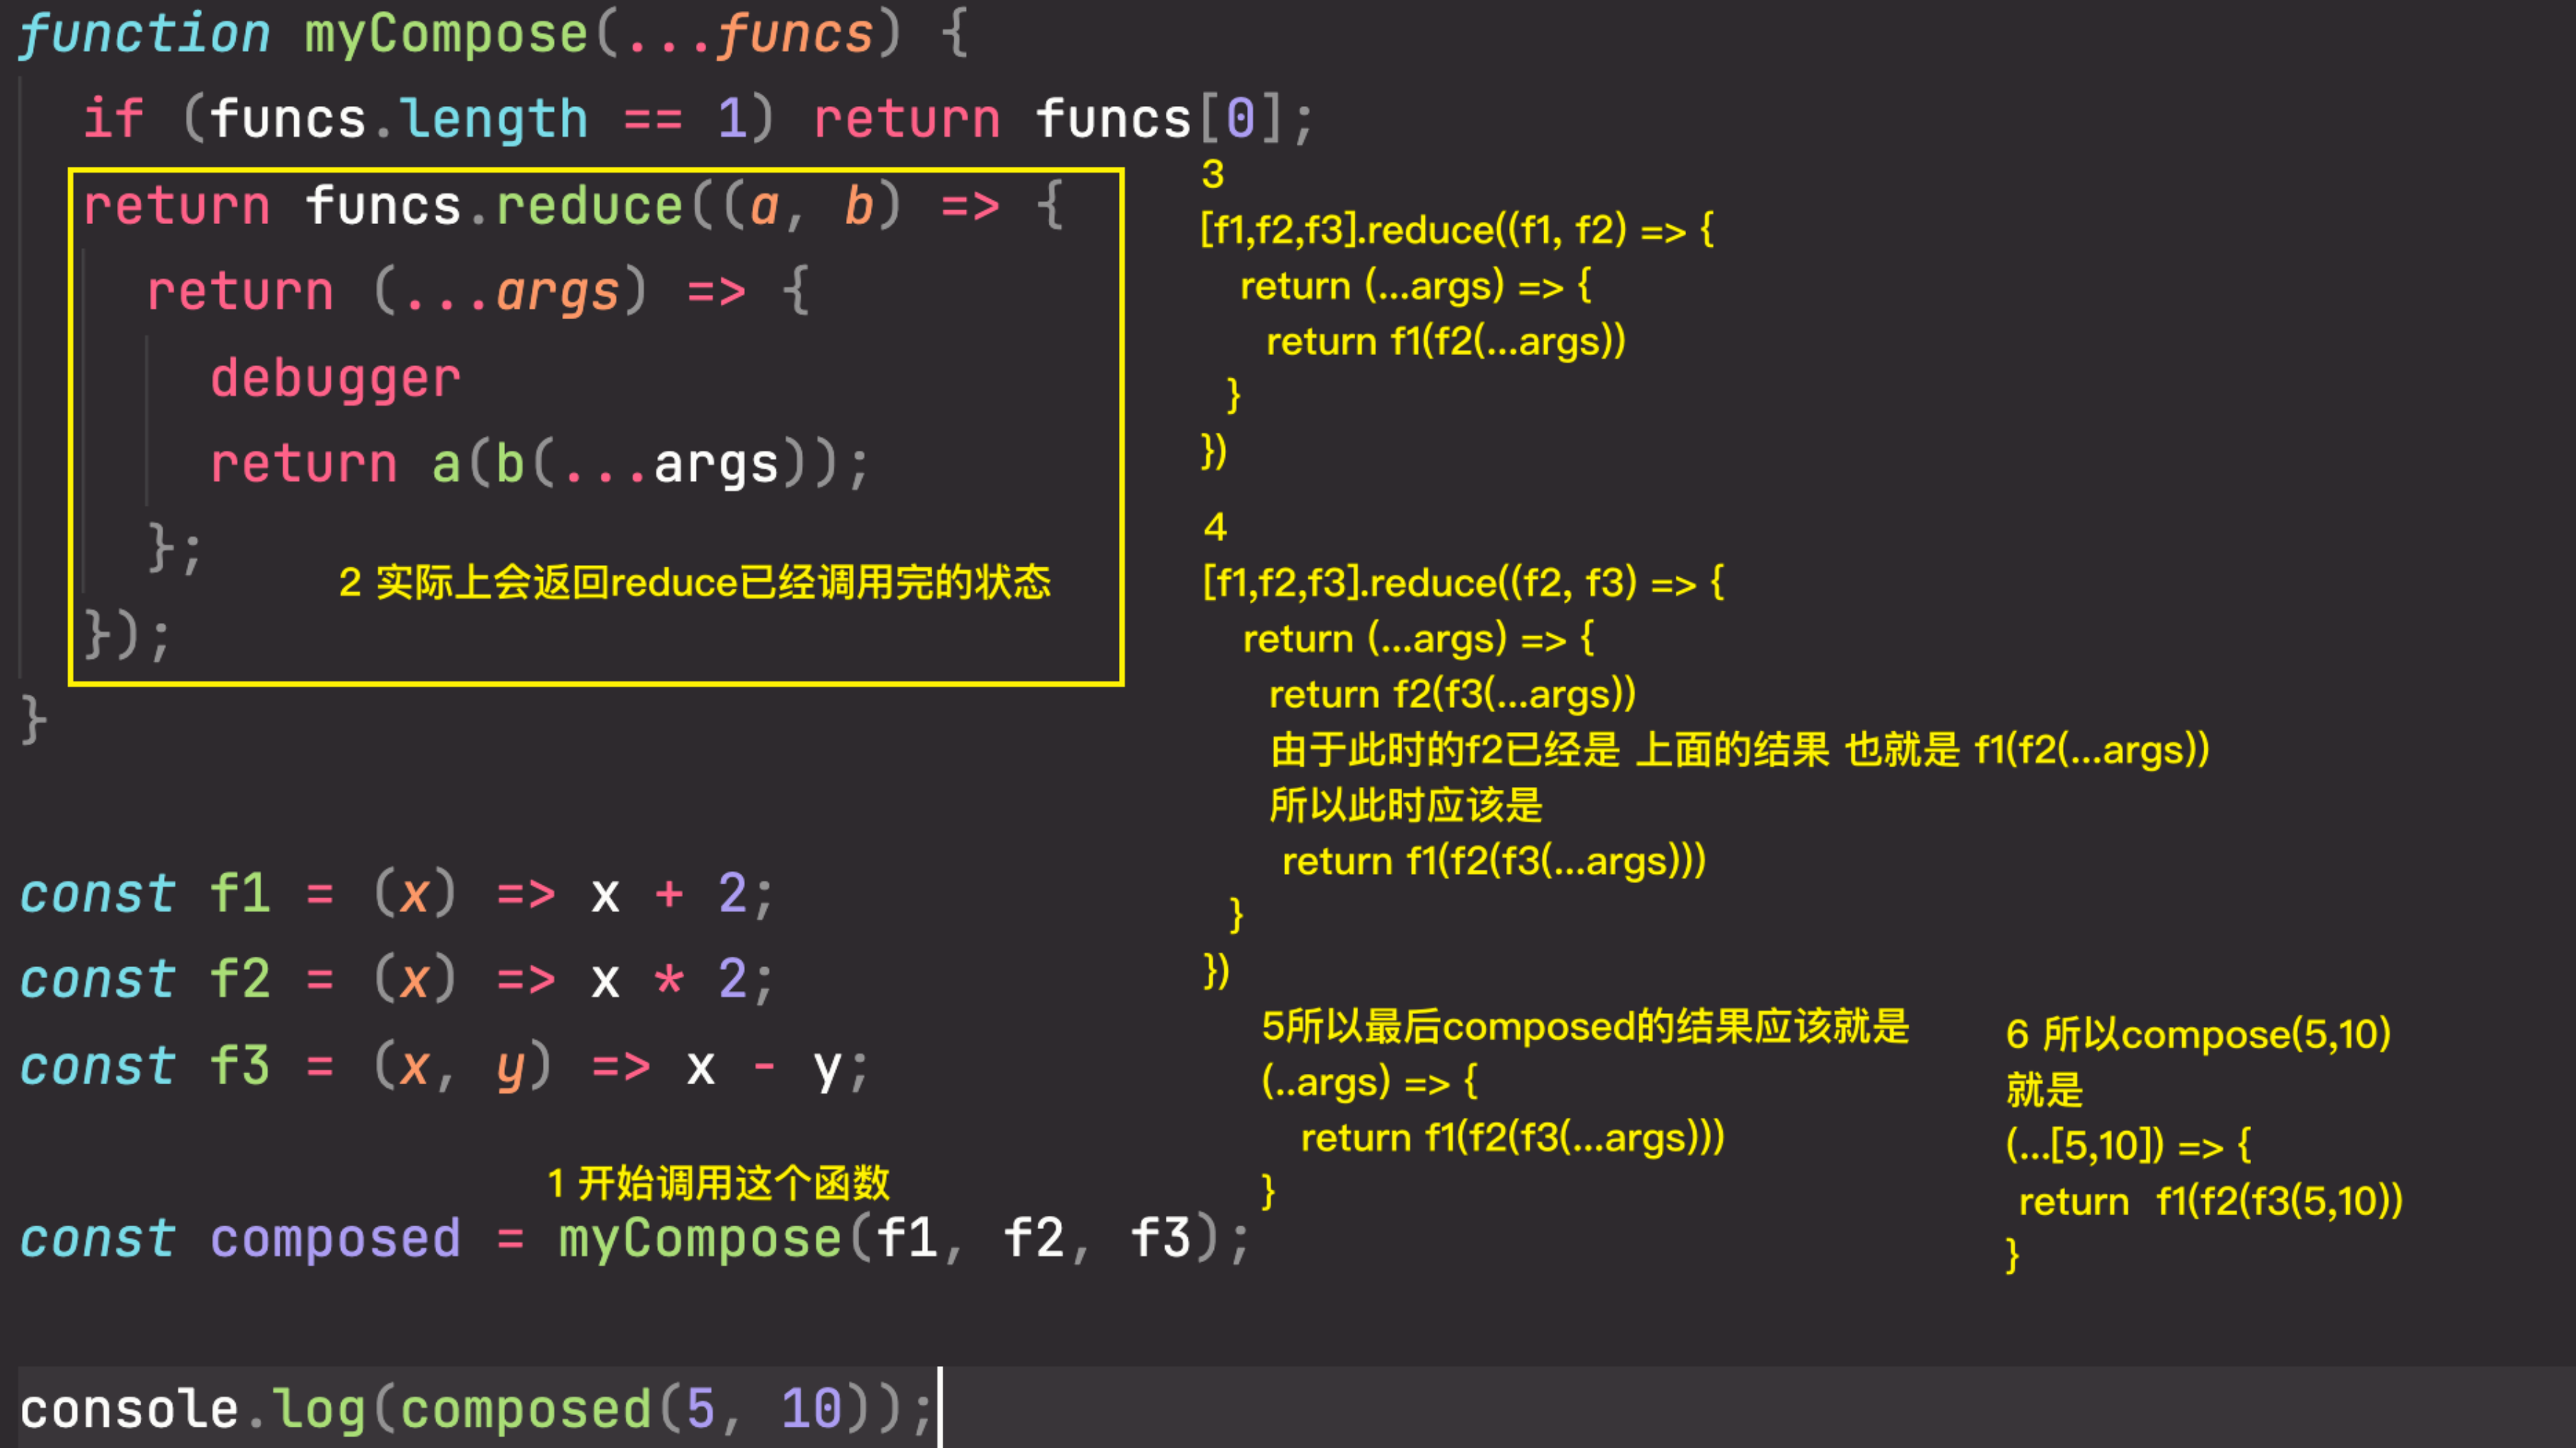 function myCompose(...funcs) {
if (funcs.length == 1) return funcs[0];
return funcs.reduce((a, b) => {
return (...args) => {
debugger
return a(b(...args));
};
2 实际上会返回reduce已经调用完的状态
});
}
const f1 = (x) => x + 2;
const f2 = (x) => x * 2;
const f3 = (x, y) => x - y;
1 开始调用这个函数
const composed = myCompose(f1, f2, f3);
console.log(composed(5, 10));
3
[f1,f2,f3].reduce((f1, f2) => {
return (...args) => {
return f1(f2(...args))
}
})
4
[f1,f2,f3].reduce((f2, f3) => {
return (...args) => {
return f2(f3(...args))
由于此时的f2已经是 上面的结果 也就是 f1(f2(...args))
所以此时应该是
return f1(f2(f3(...args)))
}
})
5所以最后composed的结果应该就是
(..args) => {
return f1(f2(f3(...args)))
}
6 所以compose(5,10)
就是
(...[5,10]) => {
return f1(f2(f3(5,10))
}